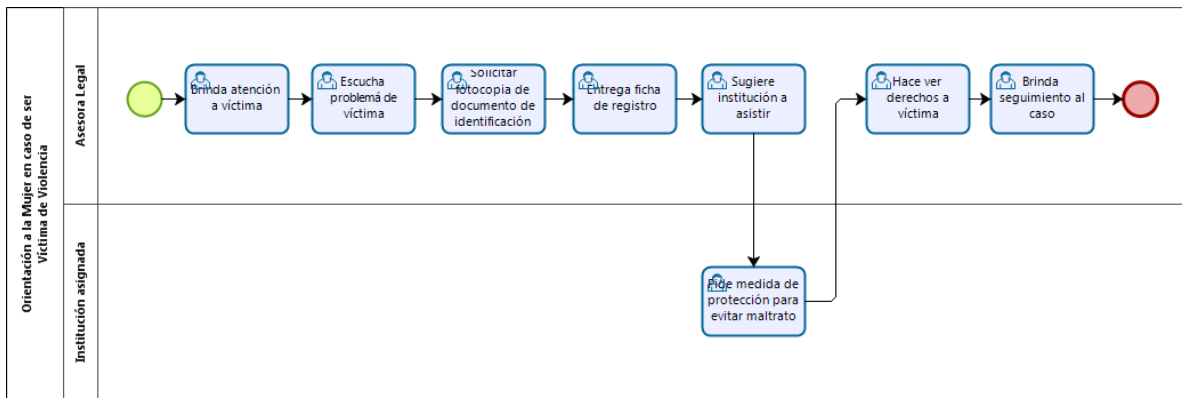 Orientación a la Mujer en caso de ser
Víctima de Violencia
Asesora Legal
Brinda atención
a víctima
Escucha
problemá de
víctima
Solicitar
fotocopia de
documento de
identificación
Entrega ficha
de registro
Sugiere
institución a
asistir
Hace ver
derechos a
víctima
Brinda
seguimiento al
caso
Institución asignada
Pide medida de
protección para
evitar maltrato